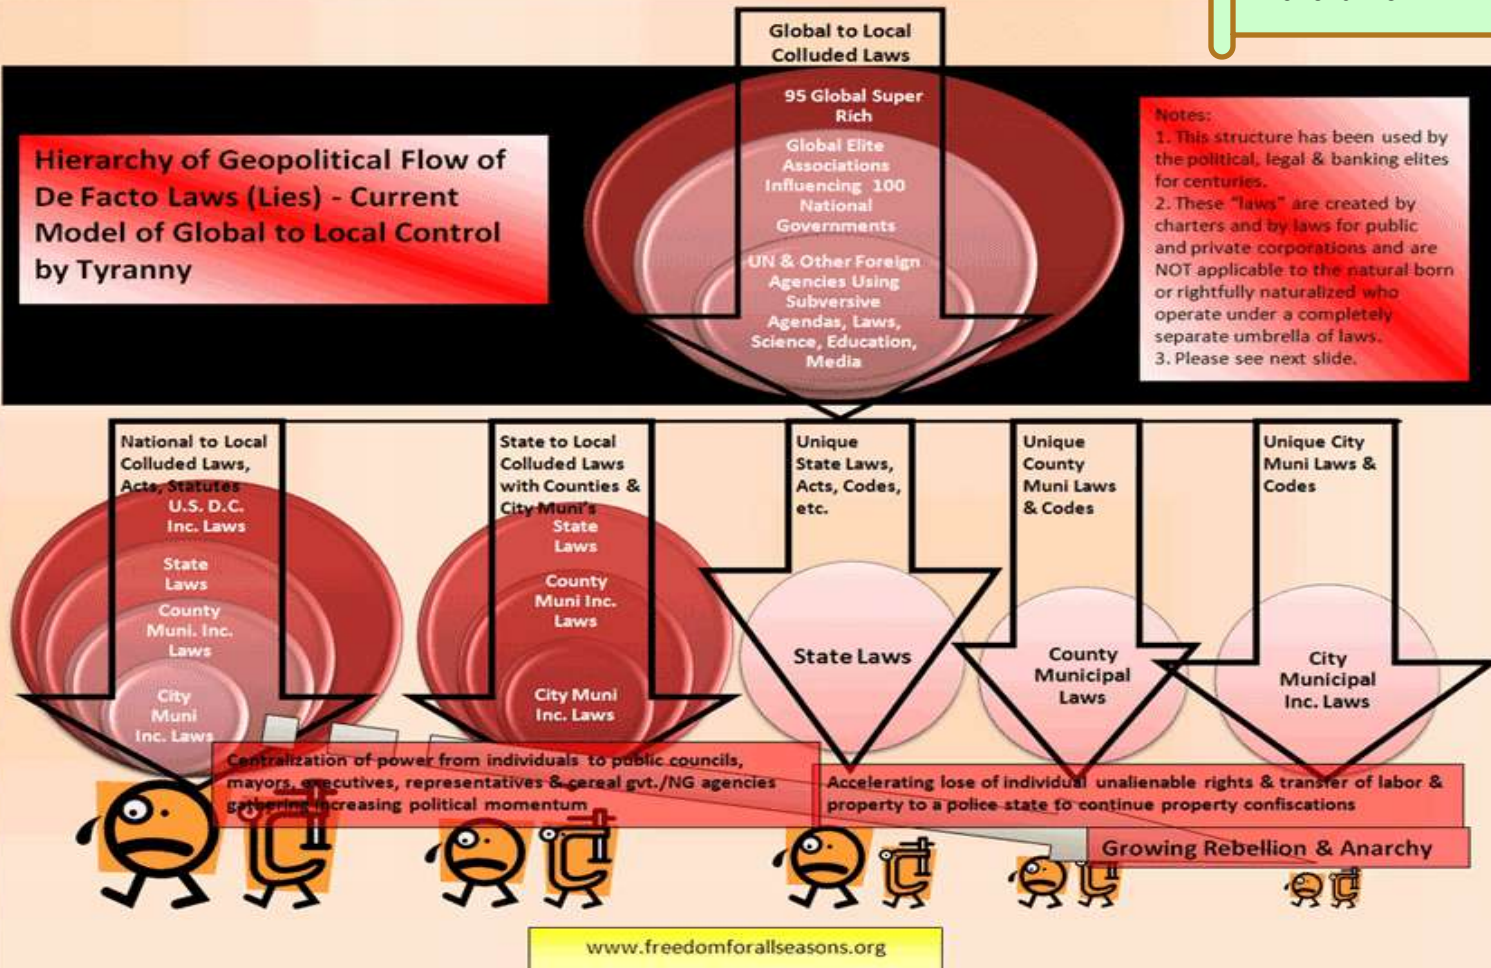 Global to Local
Colluded Laws
95 Global Super
Rich
Global Elite
Associations
Influencing 100
National
Governments
UN & Other Foreign
Agencies Using
Subversive
Agendas, Laws,
Science, Education,
Media
Hierarchy of Geopolitical Flow of
De Facto Laws (Lies) - Current
Model of Global to Local Control
by Tyranny
Notes:
1. This structure has been used by
the political, legal & banking elites
for centuries.
2. These "laws" are created by
charters and by laws for public
and private corporations and are
NOT applicable to the natural born
or rightfully naturalized who
operate under a completely
separate umbrella of laws.
3. Please see next slide.
National to Local
Colluded Laws,
Acts, Statutes
U.S. D.C.
Inc. Laws
State
Laws
County
Muni. Inc.
Laws
City
Muni
Inc. Laws
State to Local
Colluded Laws
with Counties &
City Muni's
State
Laws
County
Muni Inc.
Laws
City Muni
Inc. Laws
Unique
State Laws,
Acts, Codes,
etc.
State Laws
Unique
County
Muni Laws
& Codes
County
Municipal
Laws
Unique City
Muni Laws &
Codes
City
Municipal
Inc. Laws
Centralization of power from individuals to public councils,
mayors, executives, representatives & cereal gvt./NG agencies
gathering increasing political momentum
Accelerating lose of individual unalienable rights & transfer of labor &
property to a police state to continue property confiscations
Growing Rebellion & Anarchy
www.freedomforallseasons.org